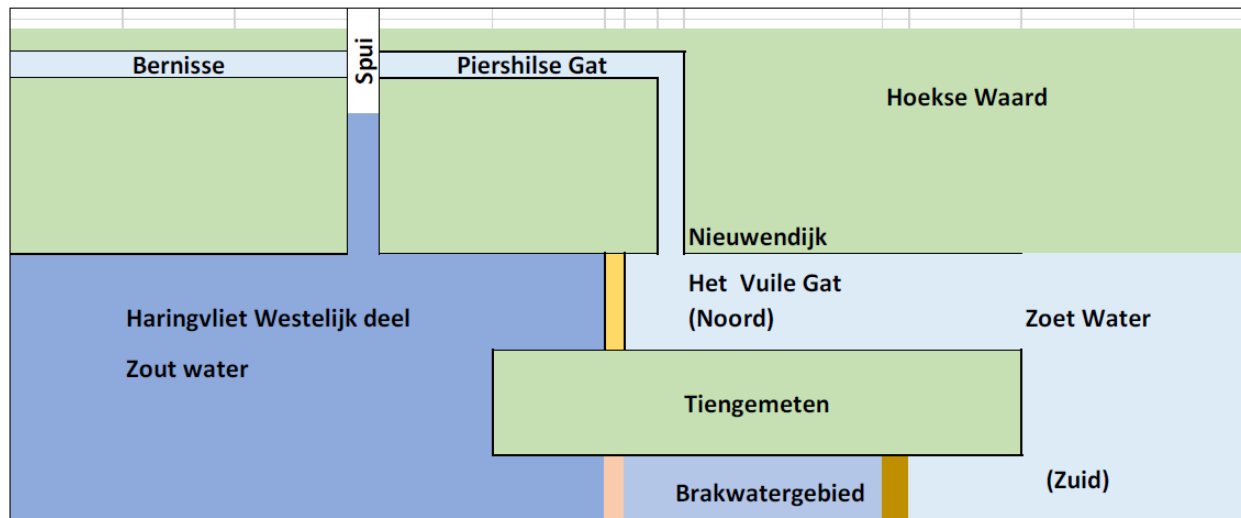 Spui
Bernisse
Piershilse Gat
Hoekse Waard
Nieuwendijk
Het Vuile Gat
(Noord)
Haringvliet Westelijk deel
Zoet Water
Zout water
Tiengemeten
(Zuid)
Brakwatergebied